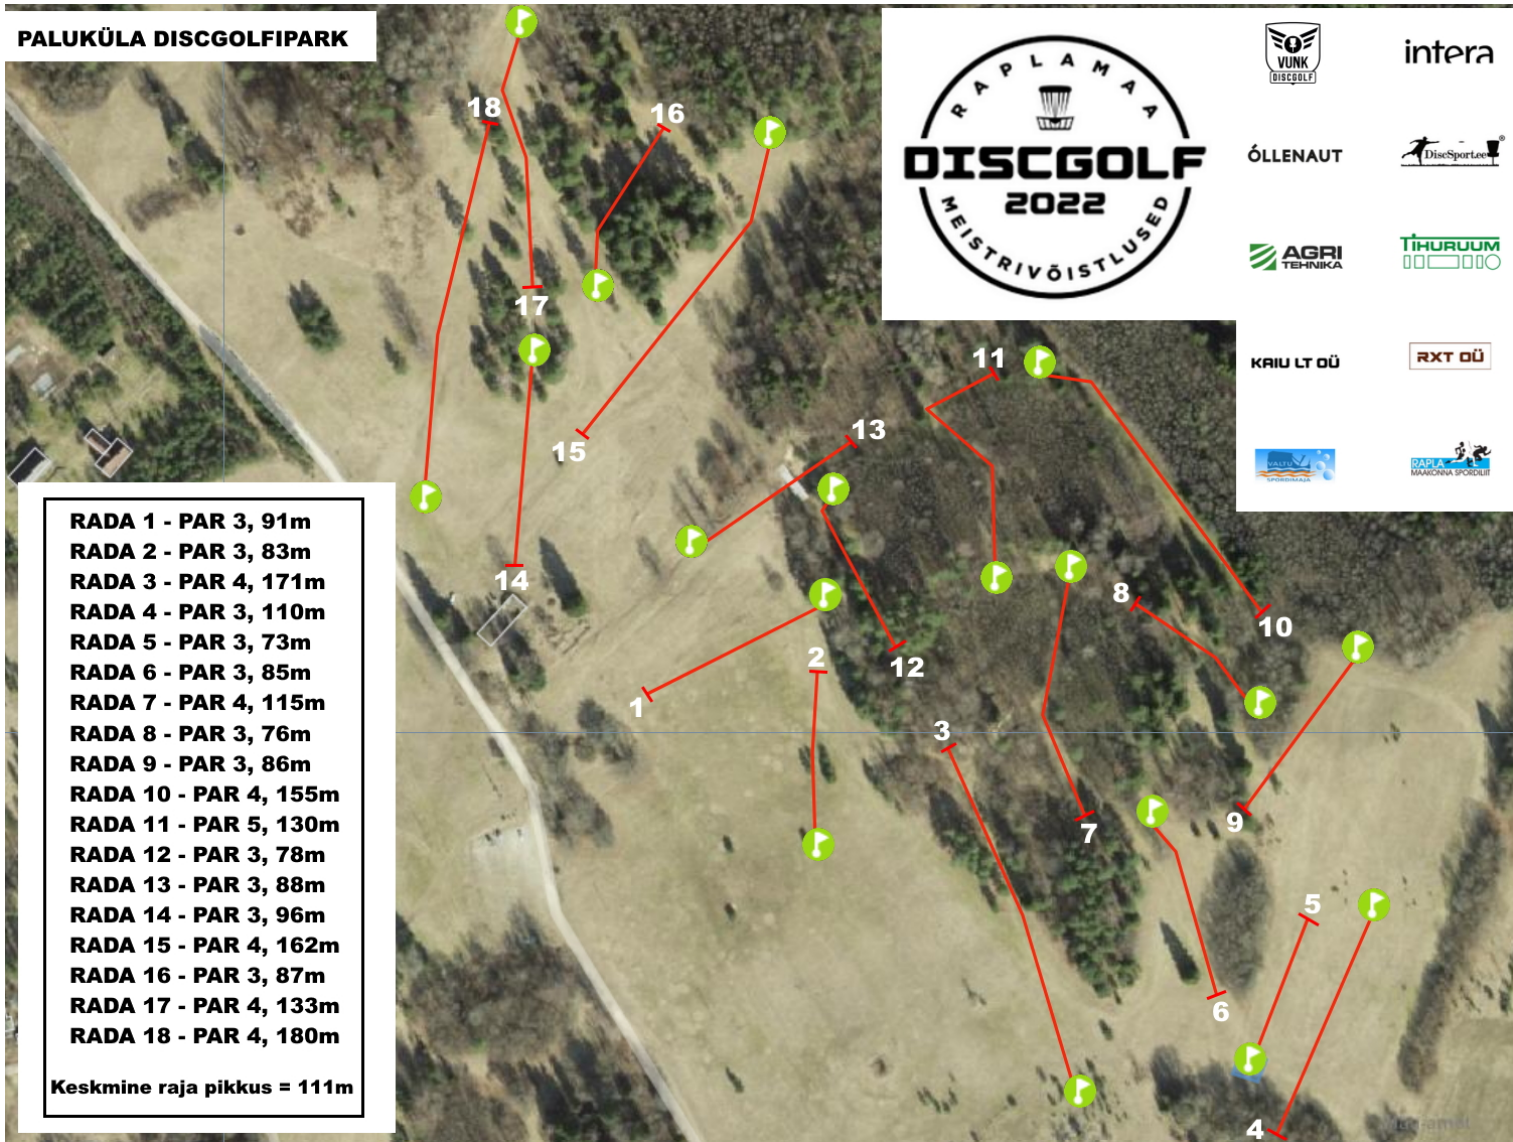 PALUKÜLA DISCGOLFIPARK
RAPLAMAA
DISCGOLF
2022
MEISTRIVÕISTLUSED
VUNK
DISCGOLF
intera
ÓLLENAUT
DiscSport.ee
AGRI
TEHNIKA
TIHURUUM
KAIU LT OÜ
RXT OÜ
VALTU
SPORDIMAJA
RAPLA
MAAKONNA SPORDILIIT
18
16
17
15
13
11
14
8
10
12
2
1
3
7
9
5
6
4
RADA 1 - PAR 3, 91m
RADA 2 - PAR 3, 83m
RADA 3 - PAR 4, 171m
RADA 4 - PAR 3, 110m
RADA 5 - PAR 3, 73m
RADA 6 - PAR 3, 85m
RADA 7 - PAR 4, 115m
RADA 8 - PAR 3, 76m
RADA 9 - PAR 3, 86m
RADA 10 - PAR 4, 155m
RADA 11 - PAR 5, 130m
RADA 12 - PAR 3, 78m
RADA 13 - PAR 3, 88m
RADA 14 - PAR 3, 96m
RADA 15 - PAR 4, 162m
RADA 16 - PAR 3, 87m
RADA 17 - PAR 4, 133m
RADA 18 - PAR 4, 180m
Keskmine raja pikkus = 111m